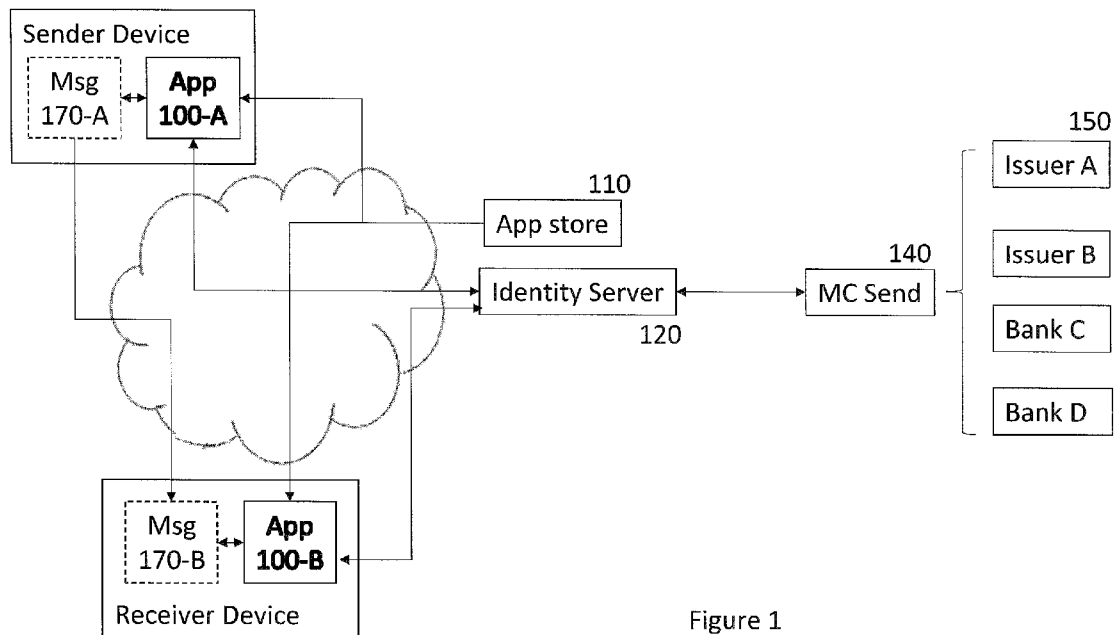 Sender Device
Msg
170-A
App
100-A
110
App store
Identity Server
120
140
MC Send
150
Issuer A
Issuer B
Bank C
Bank D
Msg
170-B
App
100-B
Receiver Device
Figure 1